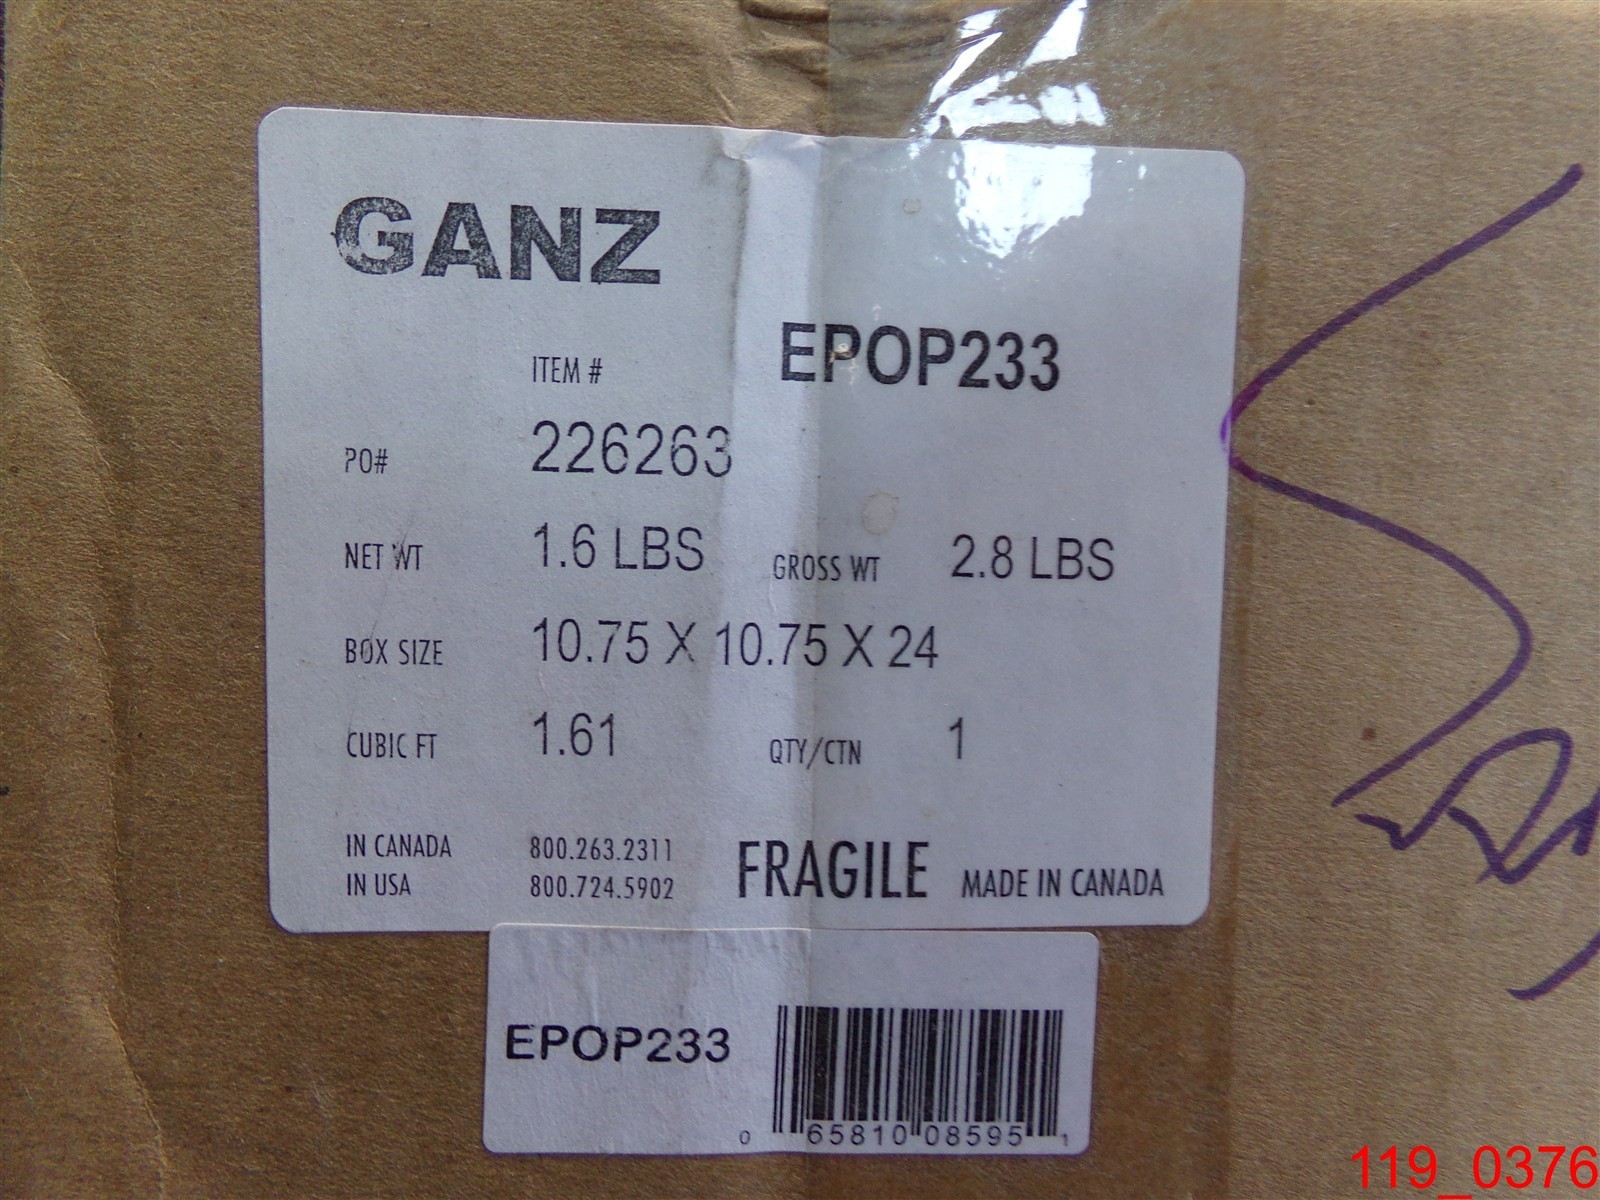 GANZ
ITEM # EPOP233
PO# 226263
NET WT 1.6 LBS GROSS WT 2.8 LBS
BOX SIZE 10.75 X 10.75 X 24
CUBIC FT 1.61 QTY/CTN 1
IN CANADA 800.263.2311
IN USA 800.724.5902
FRAGILE MADE IN CANADA
EPOP233
0 65810 08595 1
119_0376